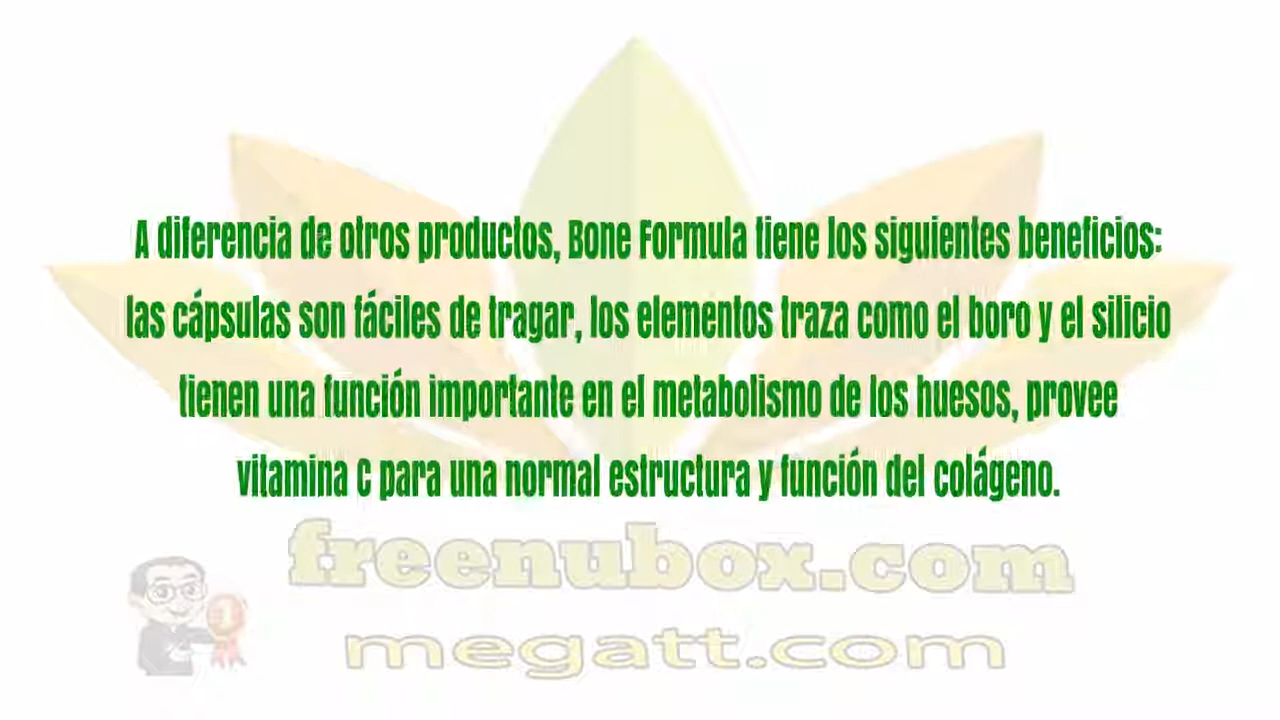 A diferencia de otros productos, Bone Formula tiene los siguientes beneficios:
las cápsulas son fáciles de tragar, los elementos traza como el boro y el silicio
tienen una función importante en el metabolismo de los huesos, provee
vitamina C para una normal estructura y función del colágeno.
freenubox.com
megatt.com
1